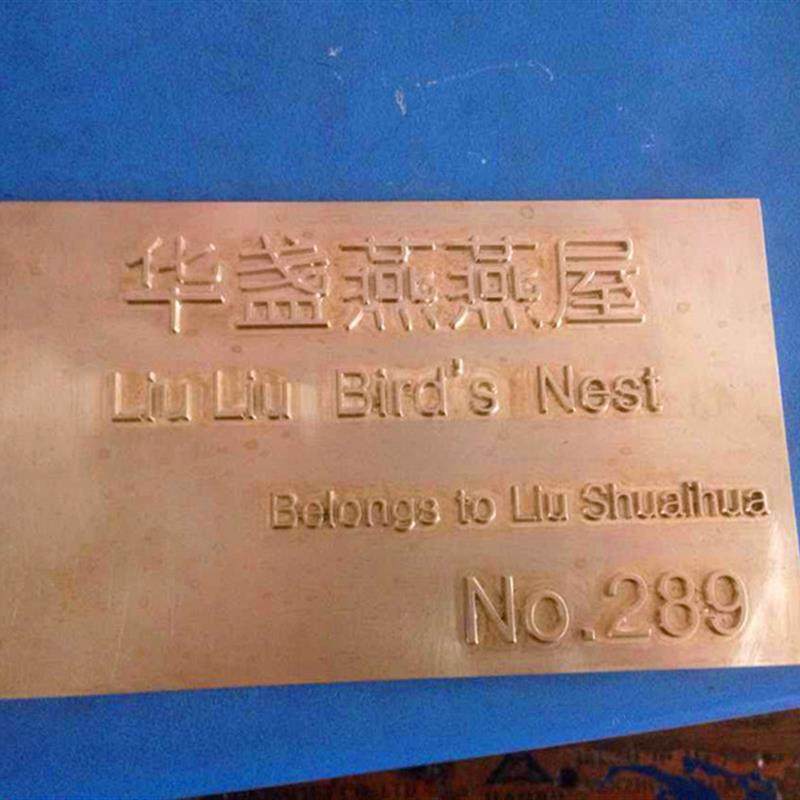 华盏燕燕屋
Liu Liu Bird's Nest
Belongs to Liu Shuaihua
No.289